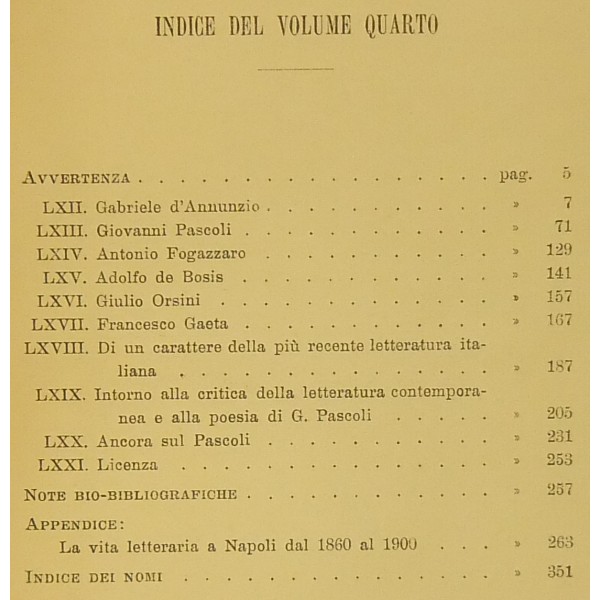 INDICE DEL VOLUME QUARTO
AVVERTENZA . . . . . . . . . . . . . . . . . pag. 5
LXII. Gabriele d'Annunzio . . . . . . . . . . . » 7
LXIII. Giovanni Pascoli . . . . . . . . . . . . » 71
LXIV. Antonio Fogazzaro . . . . . . . . . . . » 129
LXV. Adolfo de Bosis . . . . . . . . . . . . » 141
LXVI. Giulio Orsini . . . . . . . . . . . . . » 157
LXVII. Francesco Gaeta . . . . . . . . . . . . » 167
LXVIII. Di un carattere della più recente letteratura ita-
liana . . . . . . . . . . . . . . » 187
LXIX. Intorno alla critica della letteratura contempora-
nea e alla poesia di G. Pascoli . . . . . » 205
LXX. Ancora sul Pascoli . . . . . . . . . . . » 231
LXXI. Licenza . . . . . . . . . . . . . . » 253
NOTE BIO-BIBLIOGRAFICHE . . . . . . . . . . . . » 257
APPENDICE:
La vita letteraria a Napoli dal 1860 al 1900 . . . » 263
INDICE DEI NOMI . . . . . . . . . . . . . . . » 351